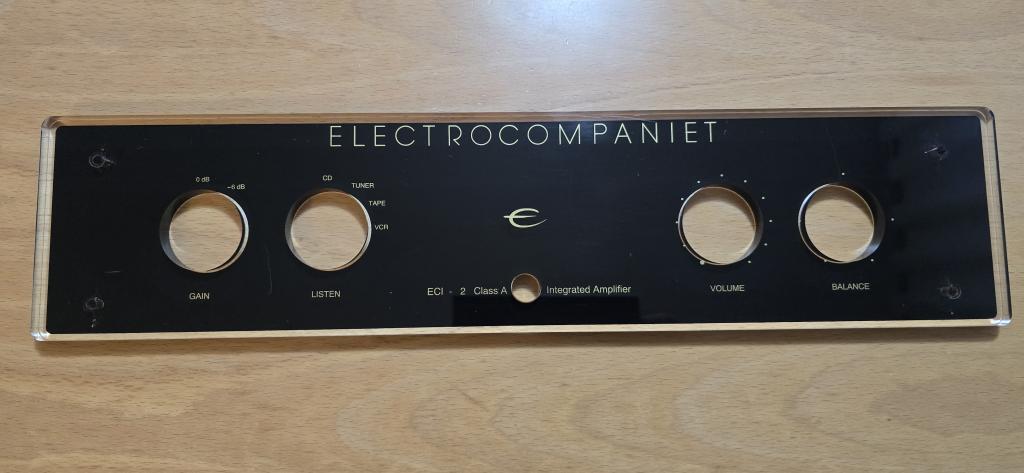 ELECTROCOMPANIET
0 dB
-6 dB
CD
TUNER
TAPE
VCR
GAIN
LISTEN
ECI - 2 Class A Integrated Amplifier
VOLUME
BALANCE